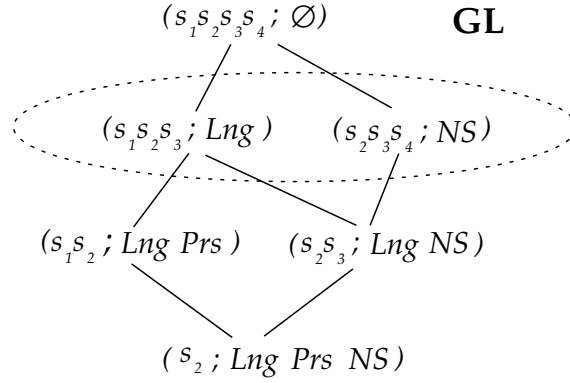 (s₁s₂s₃s₄; ∅) GL
(s₁s₂s₃; Lng) (s₂s₃s₄; NS)
(s₁s₂; Lng Prs) (s₂s₃; Lng NS)
(s₂; Lng Prs NS)